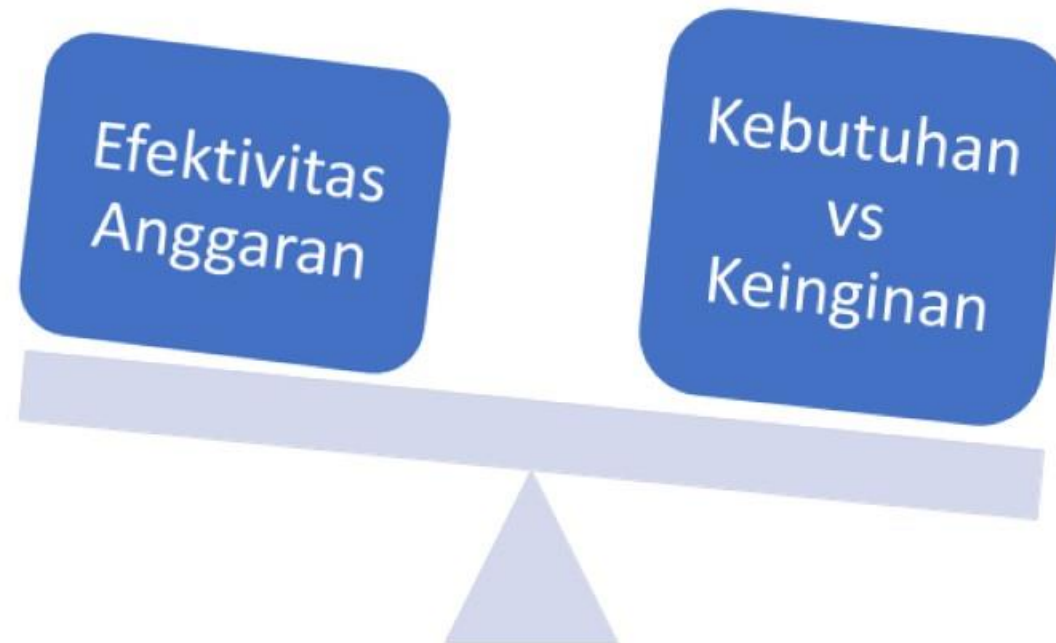 Efektivitas
Anggaran
Kebutuhan
vs
Keinginan